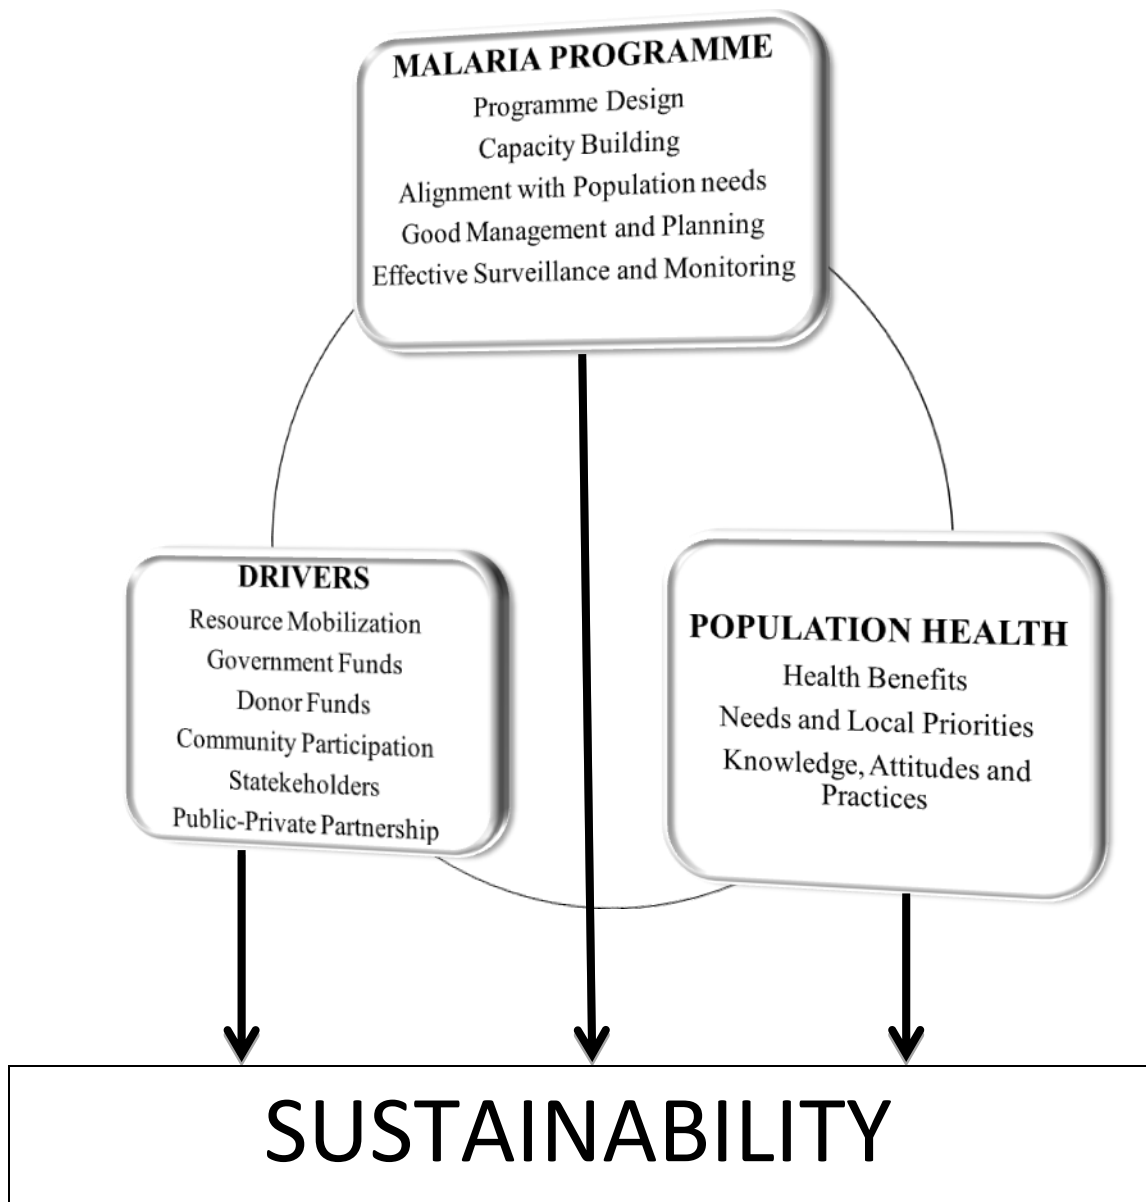 MALARIA PROGRAMME
Programme Design
Capacity Building
Alignment with Population needs
Good Management and Planning
Effective Surveillance and Monitoring
DRIVERS
Resource Mobilization
Government Funds
Donor Funds
Community Participation
Statekeholders
Public-Private Partnership
POPULATION HEALTH
Health Benefits
Needs and Local Priorities
Knowledge, Attitudes and
Practices
SUSTAINABILITY